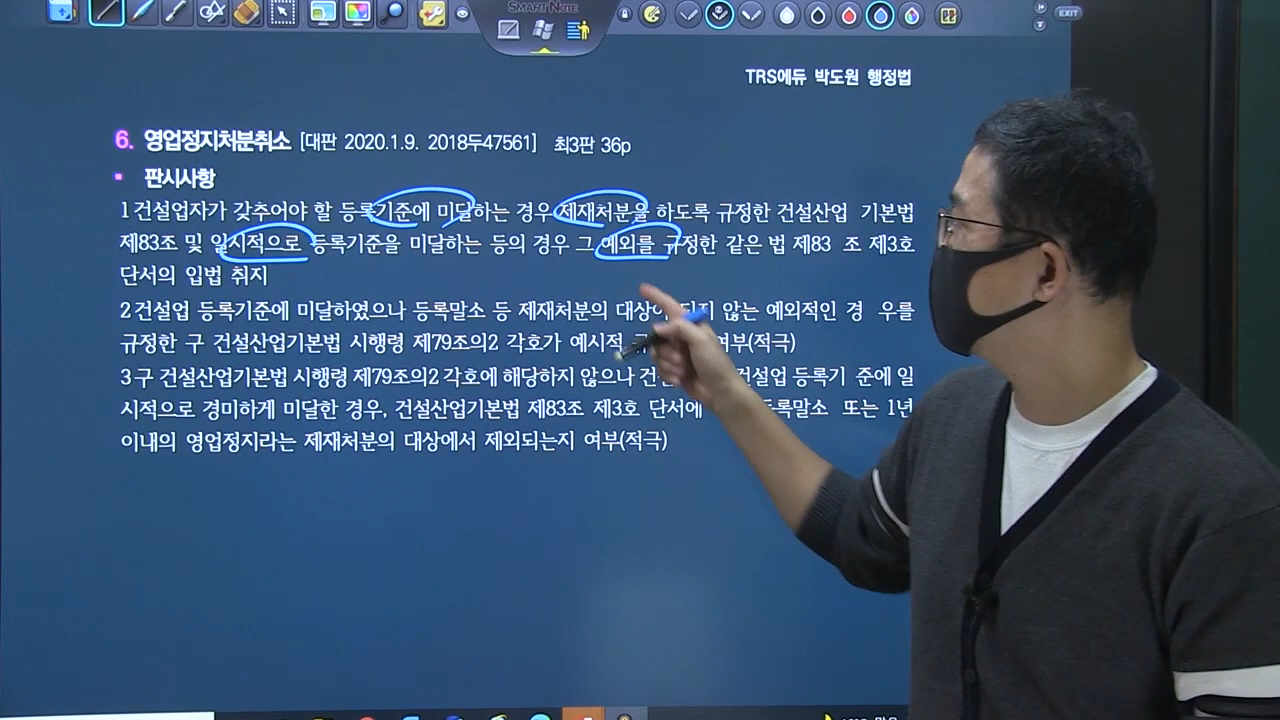 SMART NOTE
EXIT
TRS에듀 박도원 행정법
6. 영업정지처분취소 [대판 2020.1.9. 2018두47561] 최3판 36p
▪ 판시사항
1 건설업자가 갖추어야 할 등록기준에 미달하는 경우 제재처분을 하도록 규정한 건설산업 기본법
제83조 및 일시적으로 등록기준을 미달하는 등의 경우 그 예외를 규정한 같은 법 제83 조 제3호
단서의 입법 취지
2 건설업 등록기준에 미달하였으나 등록말소 등 제재처분의 대상이 되지 않는 예외적인 경 우를
규정한 구 건설산업기본법 시행령 제79조의2 각호가 예시적 여부(적극)
3 구 건설산업기본법 시행령 제79조의2 각호에 해당하지 않으나 건설업 등록기 준에 일
시적으로 경미하게 미달한 경우, 건설산업기본법 제83조 제3호 단서에 등록말소 또는 1년
이내의 영업정지라는 제재처분의 대상에서 제외되는지 여부(적극)